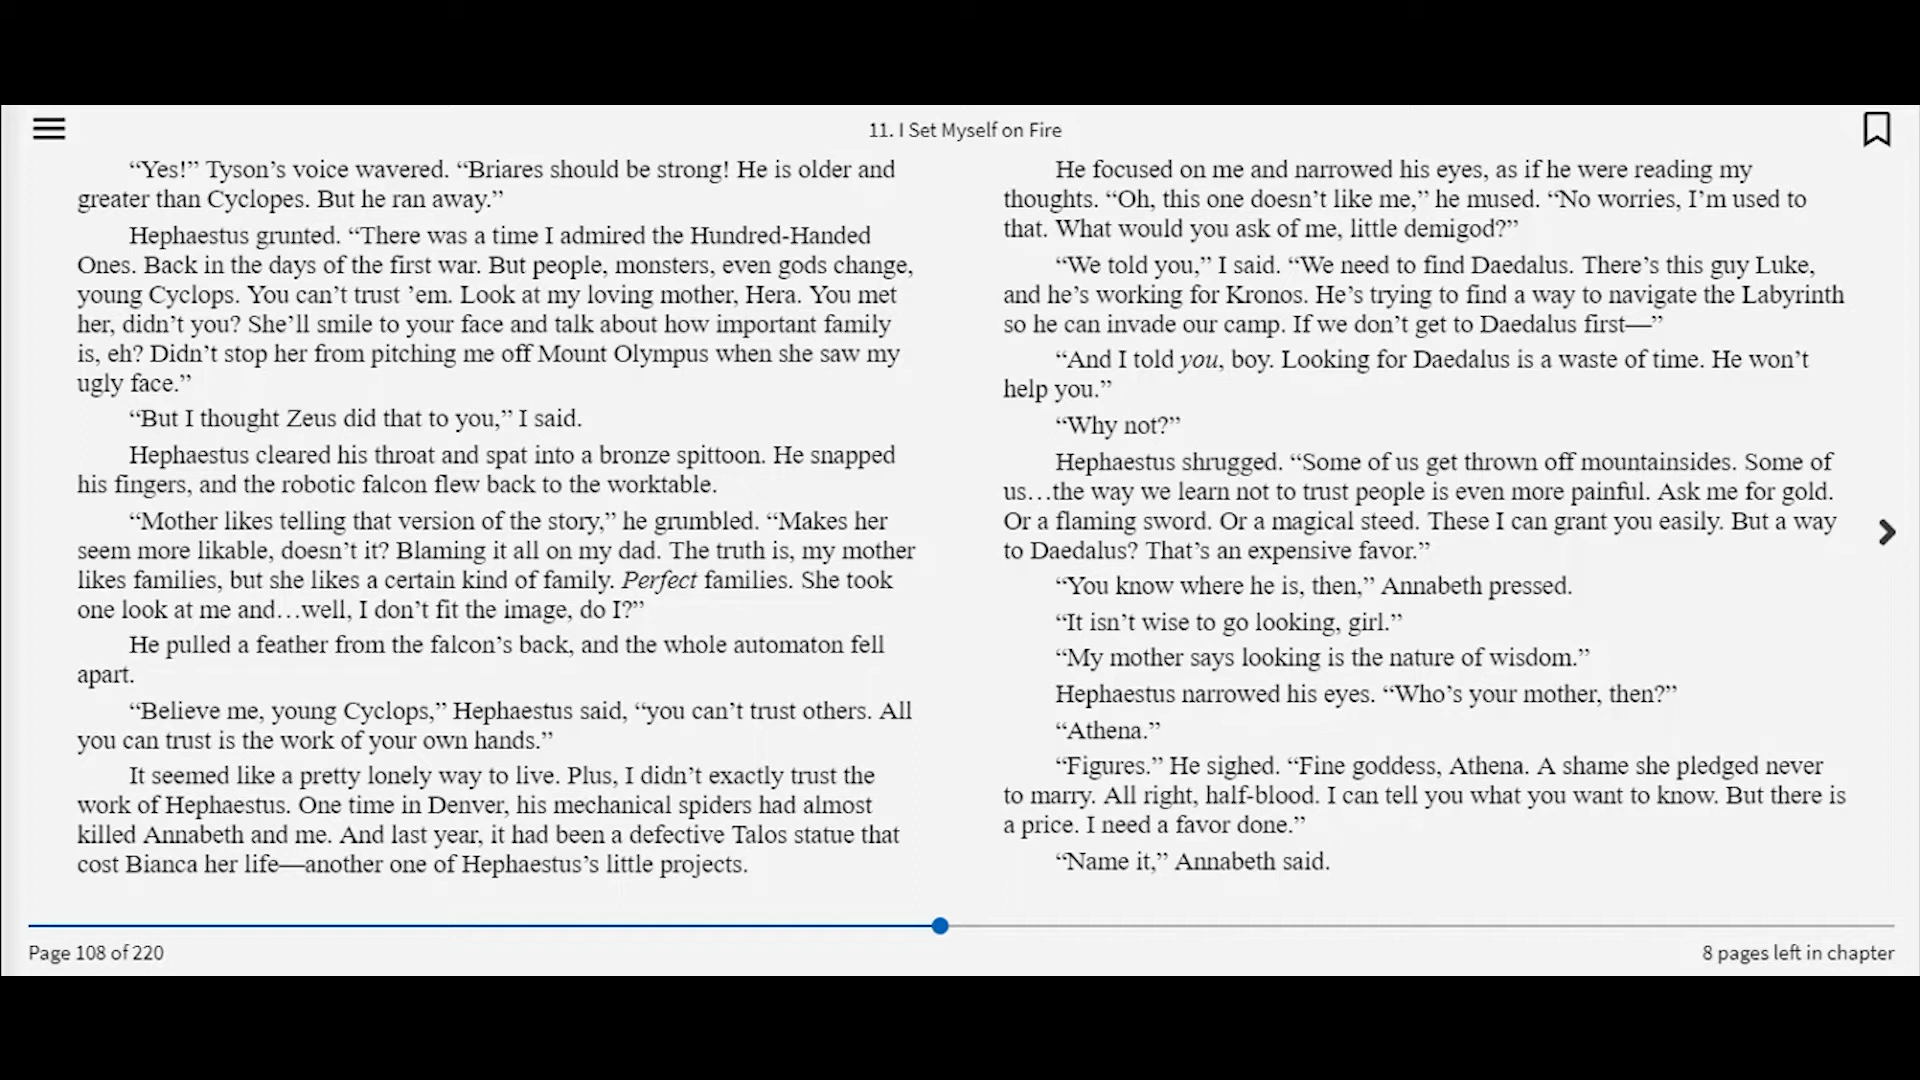 11. I Set Myself on Fire
“Yes!” Tyson’s voice wavered. “Briares should be strong! He is older and
greater than Cyclopes. But he ran away.”
Hephaestus grunted. “There was a time I admired the Hundred-Handed
Ones. Back in the days of the first war. But people, monsters, even gods change,
young Cyclops. You can’t trust ’em. Look at my loving mother, Hera. You met
her, didn’t you? She’ll smile to your face and talk about how important family
is, eh? Didn’t stop her from pitching me off Mount Olympus when she saw my
ugly face.”
“But I thought Zeus did that to you,” I said.
Hephaestus cleared his throat and spat into a bronze spittoon. He snapped
his fingers, and the robotic falcon flew back to the worktable.
“Mother likes telling that version of the story,” he grumbled. “Makes her
seem more likable, doesn’t it? Blaming it all on my dad. The truth is, my mother
likes families, but she likes a certain kind of family. Perfect families. She took
one look at me and…well, I don’t fit the image, do I?”
He pulled a feather from the falcon’s back, and the whole automaton fell
apart.
“Believe me, young Cyclops,” Hephaestus said, “you can’t trust others. All
you can trust is the work of your own hands.”
It seemed like a pretty lonely way to live. Plus, I didn’t exactly trust the
work of Hephaestus. One time in Denver, his mechanical spiders had almost
killed Annabeth and me. And last year, it had been a defective Talos statue that
cost Bianca her life—another one of Hephaestus’s little projects.
He focused on me and narrowed his eyes, as if he were reading my
thoughts. “Oh, this one doesn’t like me,” he mused. “No worries, I’m used to
that. What would you ask of me, little demigod?”
“We told you,” I said. “We need to find Daedalus. There’s this guy Luke,
and he’s working for Kronos. He’s trying to find a way to navigate the Labyrinth
so he can invade our camp. If we don’t get to Daedalus first—”
“And I told you, boy. Looking for Daedalus is a waste of time. He won’t
help you.”
“Why not?”
Hephaestus shrugged. “Some of us get thrown off mountainsides. Some of
us…the way we learn not to trust people is even more painful. Ask me for gold.
Or a flaming sword. Or a magical steed. These I can grant you easily. But a way
to Daedalus? That’s an expensive favor.”
“You know where he is, then,” Annabeth pressed.
“It isn’t wise to go looking, girl.”
“My mother says looking is the nature of wisdom.”
Hephaestus narrowed his eyes. “Who’s your mother, then?”
“Athena.”
“Figures.” He sighed. “Fine goddess, Athena. A shame she pledged never
to marry. All right, half-blood. I can tell you what you want to know. But there is
a price. I need a favor done.”
“Name it,” Annabeth said.
Page 108 of 220
8 pages left in chapter